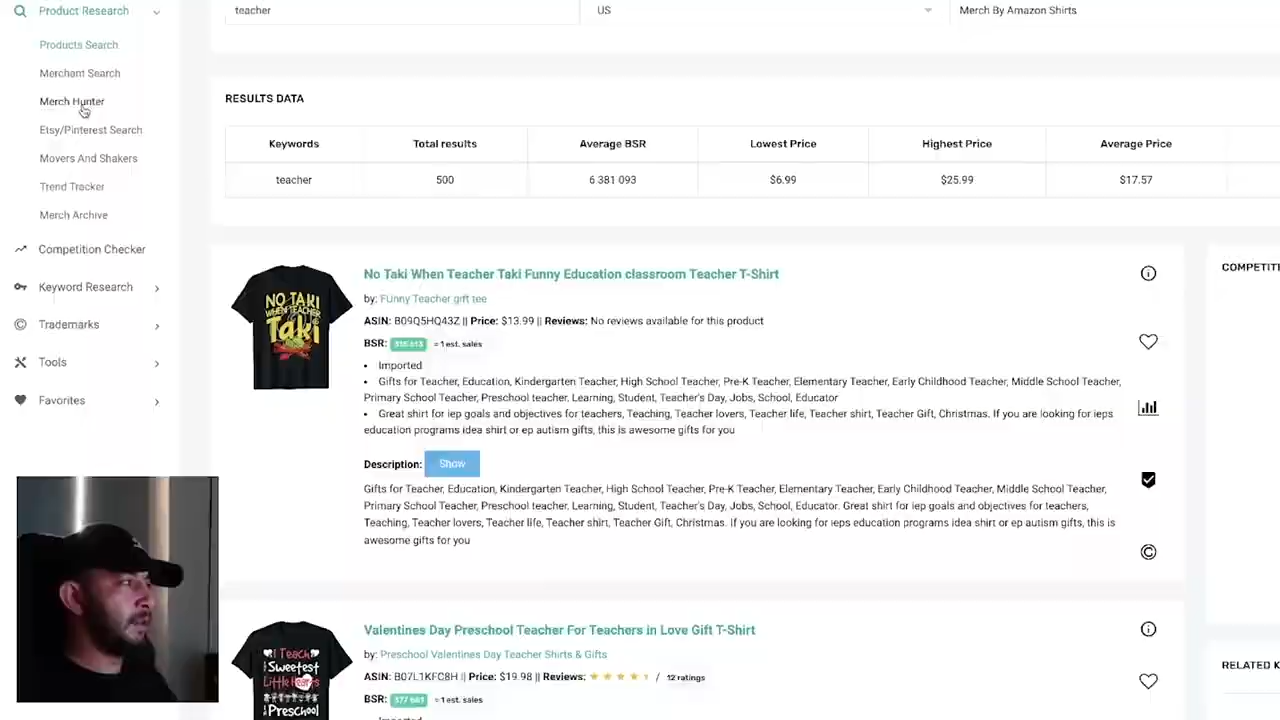 Product Research
Products Search
Merchant Search
Merch Hunter
Etsy/Pinterest Search
Movers And Shakers
Trend Tracker
Merch Archive
Competition Checker
Keyword Research
Trademarks
Tools
Favorites
teacher
US
Merch By Amazon Shirts
RESULTS DATA
Keywords Total results Average BSR Lowest Price Highest Price Average Price
teacher 500 6 381 093 $6.99 $25.99 $17.57
NO TAKI
WHEN TEACHER
Taki
No Taki When Teacher Taki Funny Education classroom Teacher T-Shirt
by: FUnny Teacher gift tee
ASIN: B09Q5HQ43Z || Price: $13.99 || Reviews: No reviews available for this product
BSR: = 1 est. sales
• Imported
• Gifts for Teacher, Education, Kindergarten Teacher, High School Teacher, Pre-K Teacher, Elementary Teacher, Early Childhood Teacher, Middle School Teacher,
Primary School Teacher, Preschool teacher, Learning, Student, Teacher's Day, Jobs, School, Educator
• Great shirt for iep goals and objectives for teachers, Teaching, Teacher lovers, Teacher life, Teacher shirt, Teacher Gift, Christmas. If you are looking for ieps
education programs idea shirt or ep autism gifts, this is awesome gifts for you
Description: Show
Gifts for Teacher, Education, Kindergarten Teacher, High School Teacher, Pre-K Teacher, Elementary Teacher, Early Childhood Teacher, Middle School Teacher,
Primary School Teacher, Preschool teacher, Learning, Student, Teacher's Day, Jobs, School, Educator. Great shirt for iep goals and objectives for teachers,
Teaching, Teacher lovers, Teacher life, Teacher shirt, Teacher Gift, Christmas. If you are looking for ieps education programs idea shirt or ep autism gifts, this is
awesome gifts for you
I Teach
Sweetest
Little Hearts
Preschool
Valentines Day Preschool Teacher For Teachers in Love Gift T-Shirt
by: Preschool Valentines Day Teacher Shirts & Gifts
ASIN: B07L1KFC8H || Price: $19.98 || Reviews: / 12 ratings
BSR: = 1 est. sales
COMPETITI
RELATED K